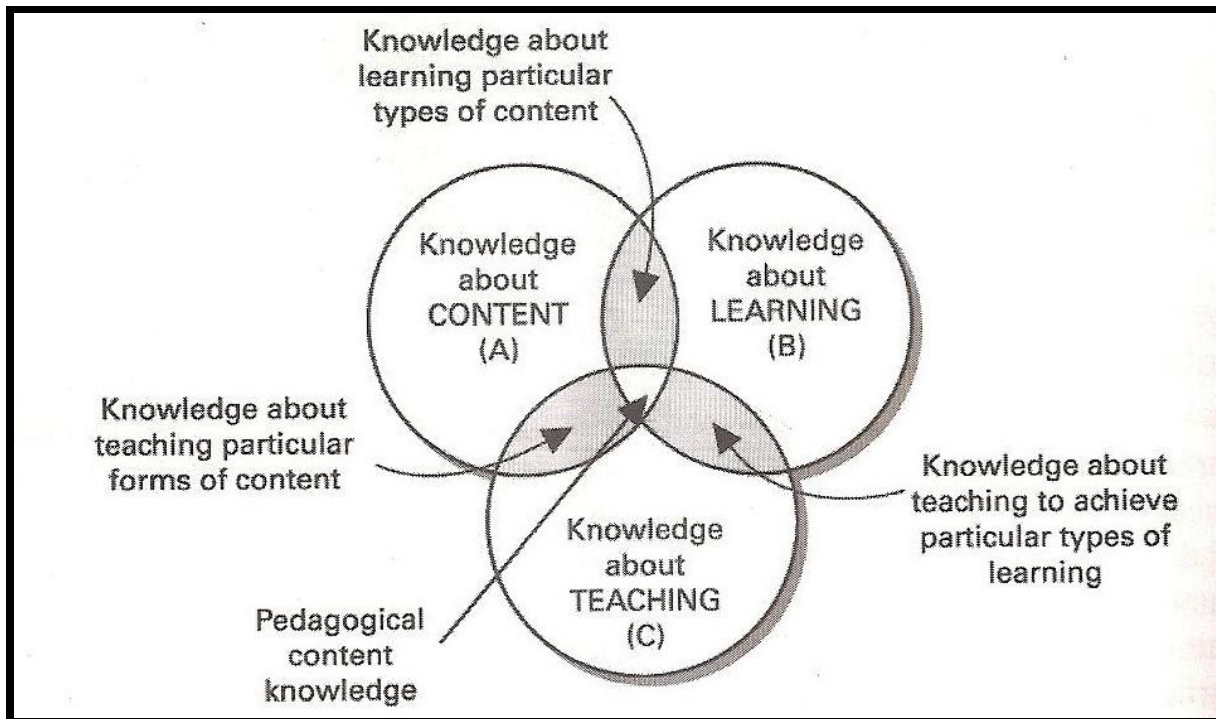 Knowledge about
learning particular
types of content
Knowledge
about
CONTENT
(A)
Knowledge
about
LEARNING
(B)
Knowledge about
teaching particular
forms of content
Knowledge about
teaching to achieve
particular types of
learning
Knowledge
about
TEACHING
(C)
Pedagogical
content
knowledge